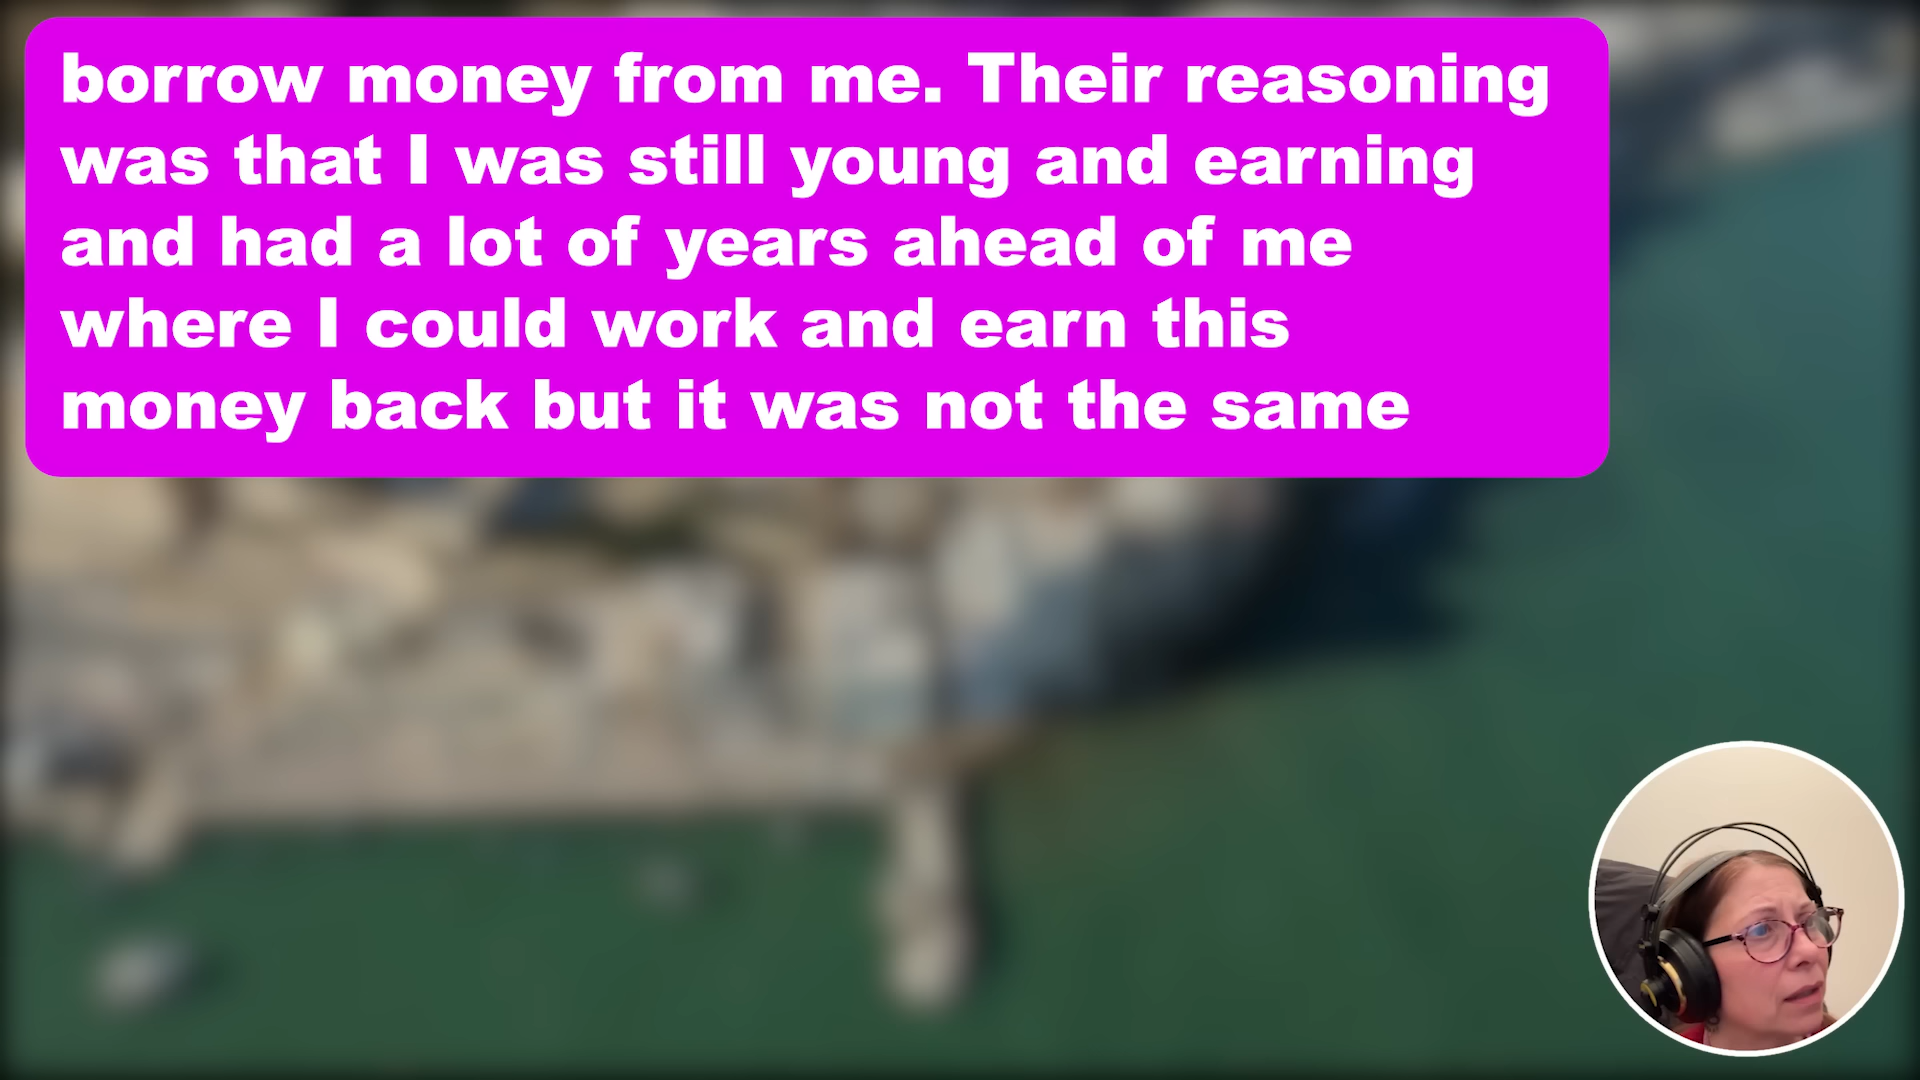 borrow money from me. Their reasoning
was that I was still young and earning
and had a lot of years ahead of me
where I could work and earn this
money back but it was not the same